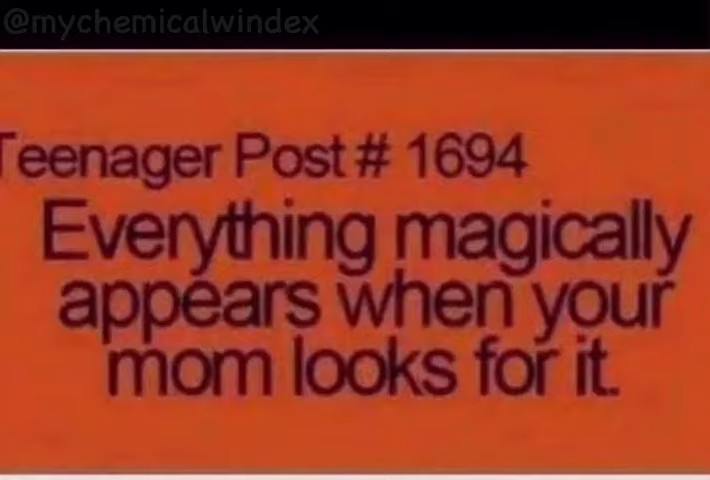 @mychemicalwindex
Teenager Post # 1694
Everything magically
appears when your
mom looks for it.